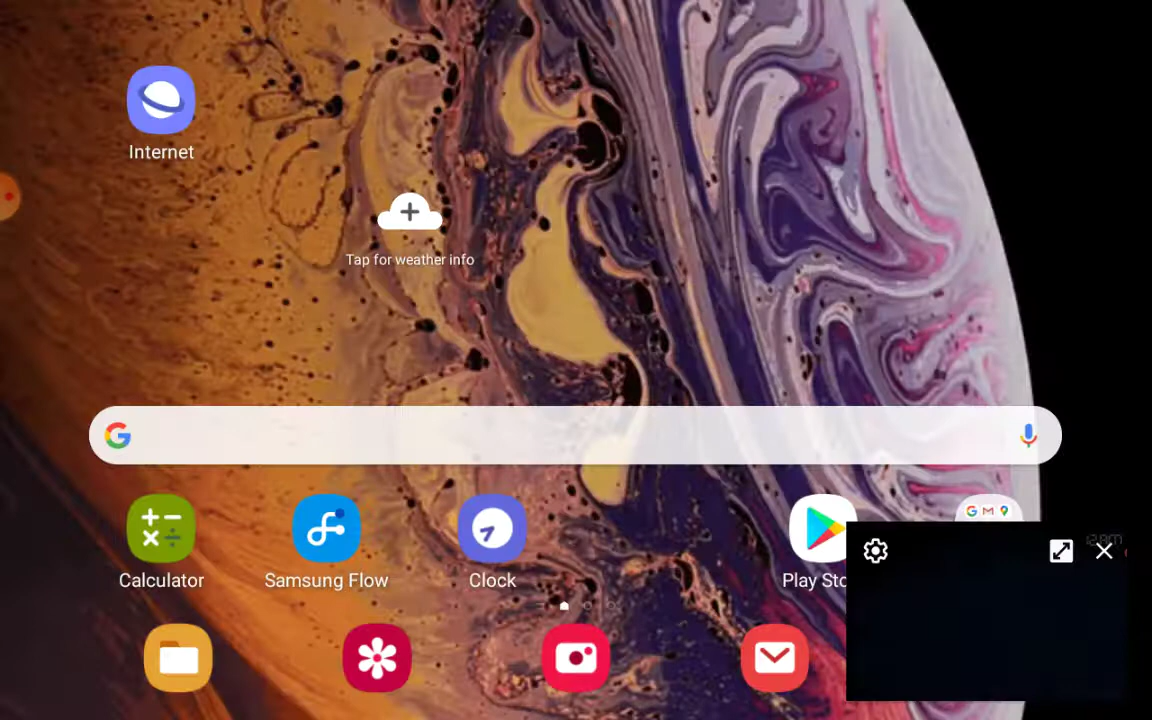 Internet
Tap for weather info
Calculator
Samsung Flow
Clock
Play Sto